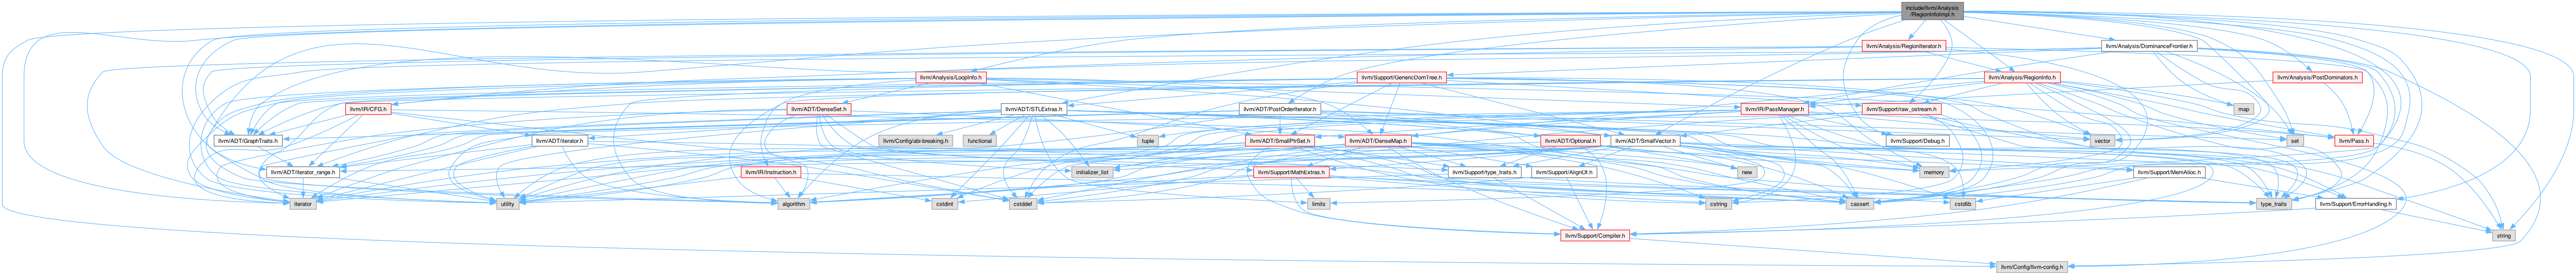 include/llvm/Analysis
/RegionInfoImpl.h
llvm/Analysis/RegionIterator.h
llvm/Analysis/DominanceFrontier.h
llvm/Analysis/LoopInfo.h
llvm/Support/GenericDomTree.h
llvm/Analysis/RegionInfo.h
llvm/Analysis/PostDominators.h
llvm/IR/CFG.h
llvm/ADT/DenseSet.h
llvm/ADT/STLExtras.h
llvm/ADT/PostOrderIterator.h
llvm/IR/PassManager.h
llvm/Support/raw_ostream.h
map
llvm/ADT/GraphTraits.h
llvm/ADT/iterator.h
llvm/Config/abi-breaking.h
functional
tuple
llvm/ADT/SmallPtrSet.h
llvm/ADT/DenseMap.h
llvm/ADT/Optional.h
llvm/ADT/SmallVector.h
llvm/Support/Debug.h
vector
set
llvm/Pass.h
llvm/ADT/iterator_range.h
llvm/IR/Instruction.h
initializer_list
llvm/Support/MathExtras.h
llvm/Support/type_traits.h
llvm/Support/AlignOf.h
new
memory
llvm/Support/MemAlloc.h
iterator
utility
algorithm
cstdint
cstddef
limits
cstring
cassert
cstdlib
type_traits
llvm/Support/ErrorHandling.h
llvm/Support/Compiler.h
string
llvm/Config/llvm-config.h